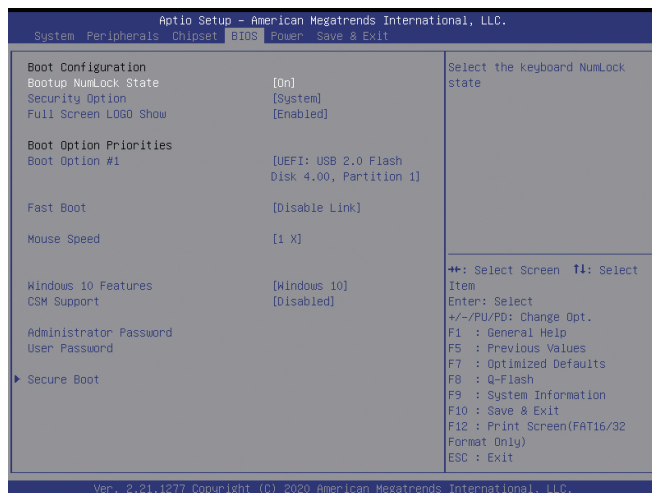 Aptio Setup – American Megatrends International, LLC.
System Peripherals Chipset BIOS Power Save & Exit
Boot Configuration
Bootup NumLock State [On]
Security Option [System]
Full Screen LOGO Show [Enabled]
Boot Option Priorities
Boot Option #1 [UEFI: USB 2.0 Flash
Disk 4.00, Partition 1]
Fast Boot [Disable Link]
Mouse Speed [1 X]
Windows 10 Features [Windows 10]
CSM Support [Disabled]
Administrator Password
User Password
Secure Boot
Select the keyboard NumLock
state
→←: Select Screen ↑↓: Select
Item
Enter: Select
+/-/PU/PD: Change Opt.
F1 : General Help
F5 : Previous Values
F7 : Optimized Defaults
F8 : Q-Flash
F9 : System Information
F10 : Save & Exit
F12 : Print Screen(FAT16/32
Format Only)
ESC : Exit
Ver. 2.21.1277 Copyright (C) 2020 American Megatrends International, LLC.